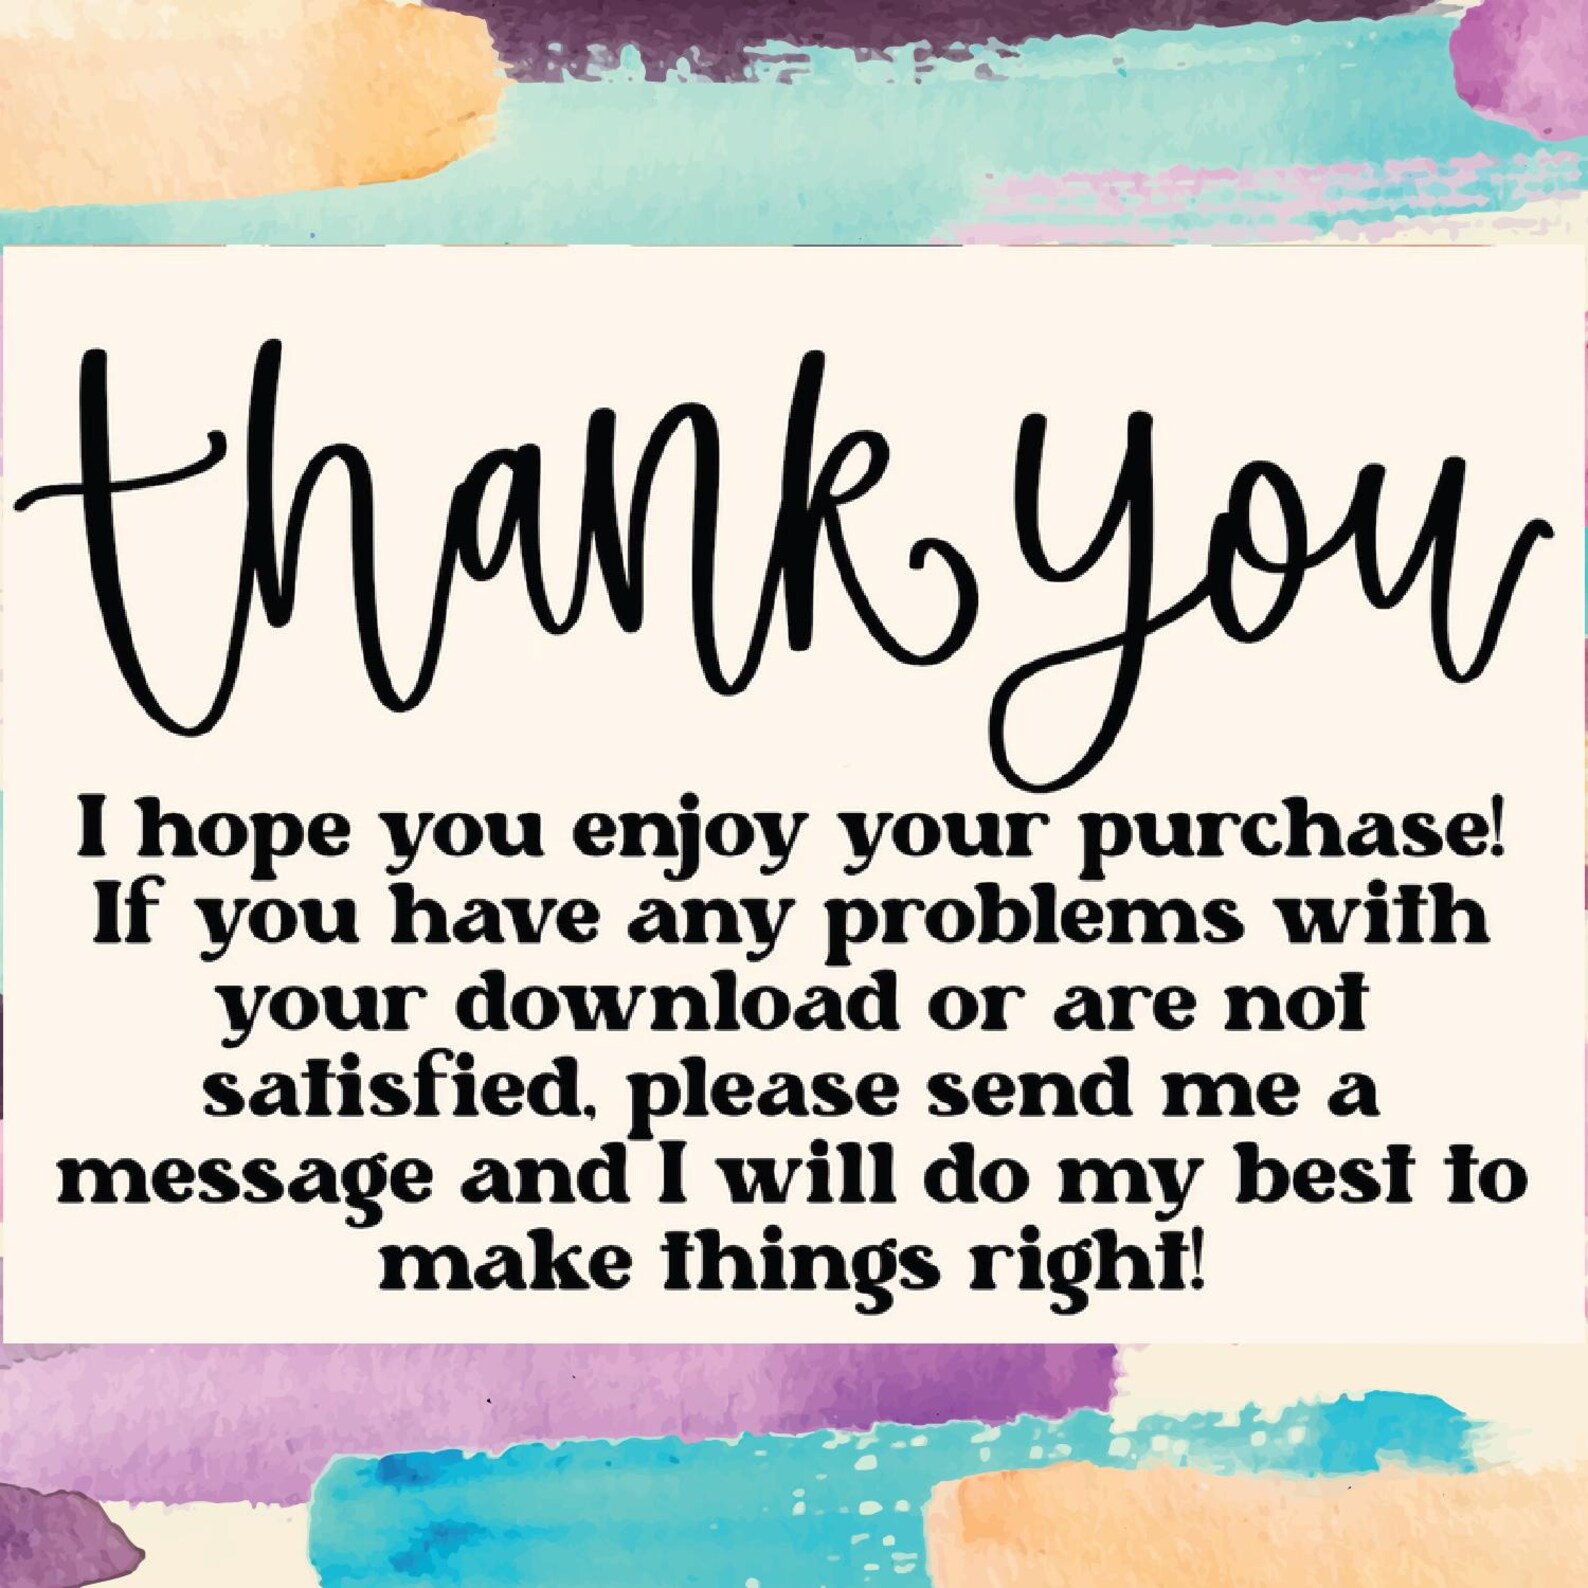 thank you
I hope you enjoy your purchase!
If you have any problems with
your download or are not
satisfied, please send me a
message and I will do my best to
make things right!